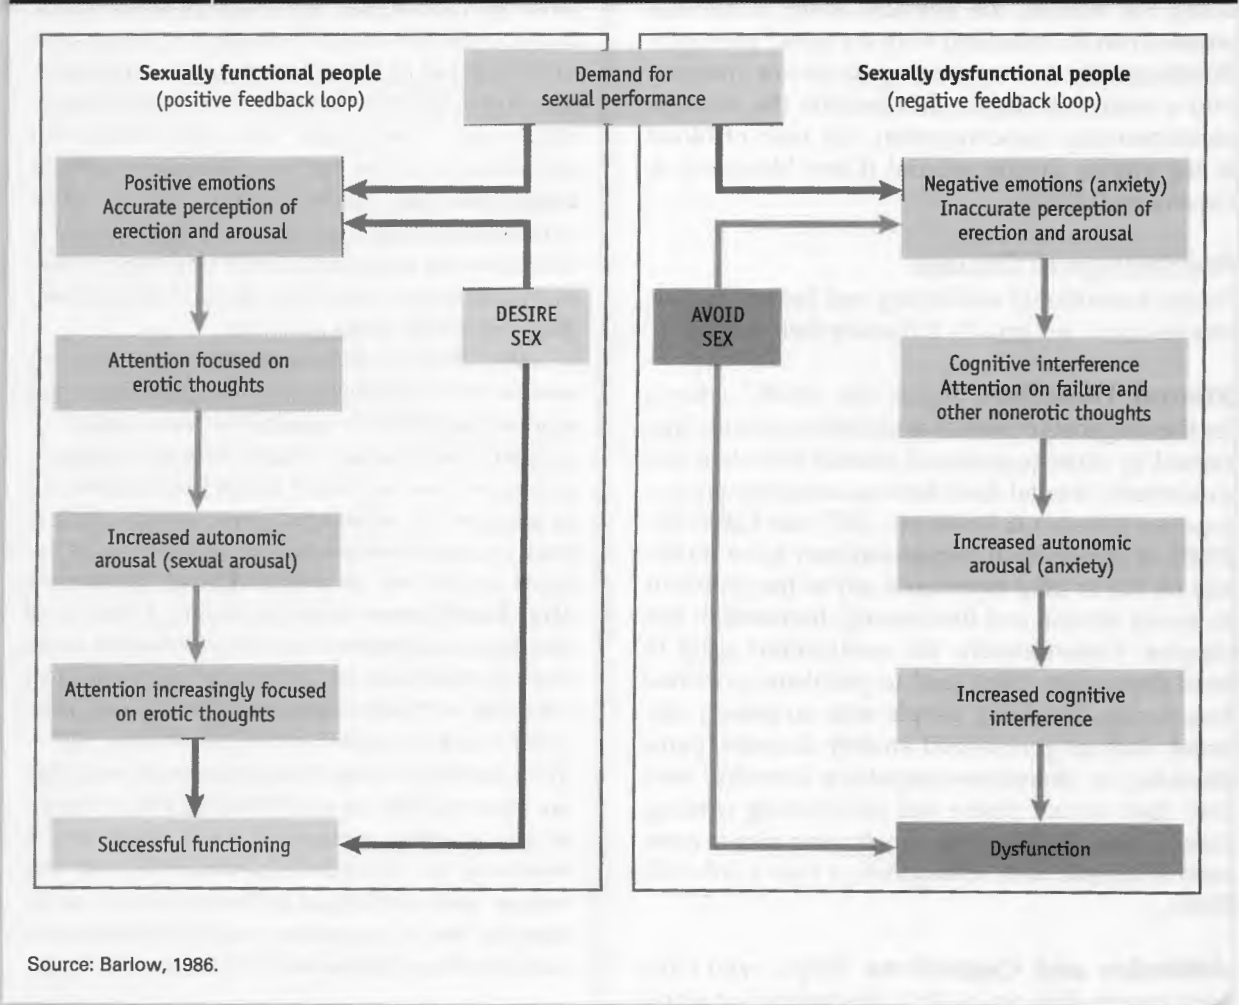 Sexually functional people
(positive feedback loop)
Demand for
sexual performance
Sexually dysfunctional people
(negative feedback loop)
Positive emotions
Accurate perception of
erection and arousal
Negative emotions (anxiety)
Inaccurate perception of
erection and arousal
DESIRE
SEX
AVOID
SEX
Attention focused on
erotic thoughts
Cognitive interference
Attention on failure and
other nonerotic thoughts
Increased autonomic
arousal (sexual arousal)
Increased autonomic
arousal (anxiety)
Attention increasingly focused
on erotic thoughts
Increased cognitive
interference
Successful functioning
Dysfunction
Source: Barlow, 1986.